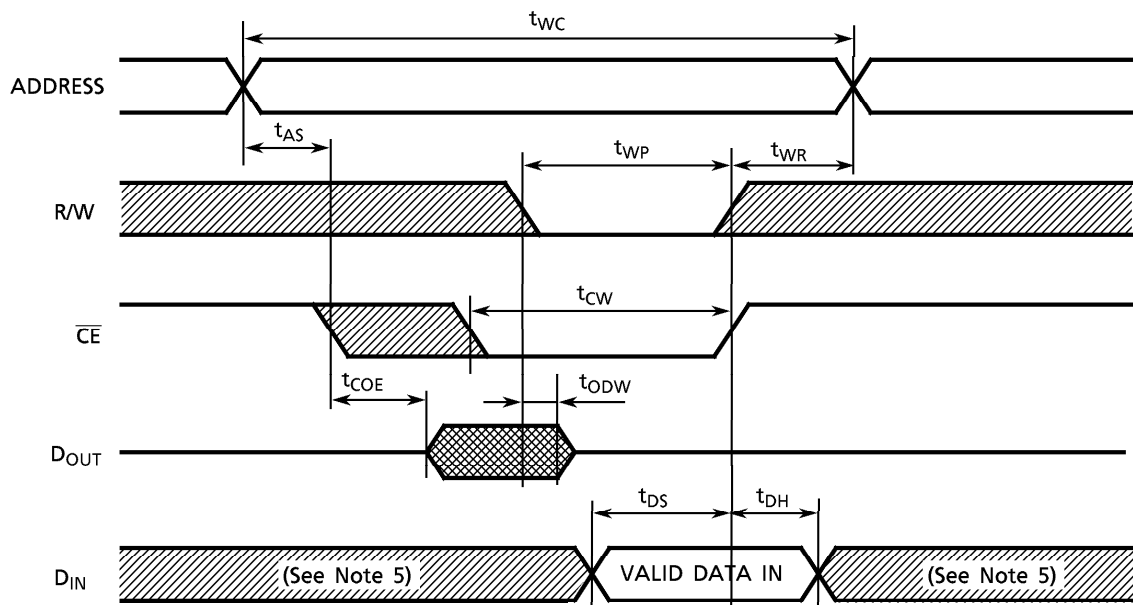 tWC
ADDRESS
tAS
tWP
tWR
R/W
tCW
C̅E̅
tCOE
tODW
DOUT
tDS
tDH
DIN
(See Note 5)
VALID DATA IN
(See Note 5)